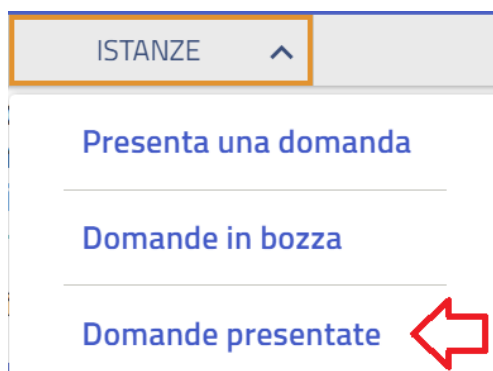 ISTANZE
Presenta una domanda
Domande in bozza
Domande presentate